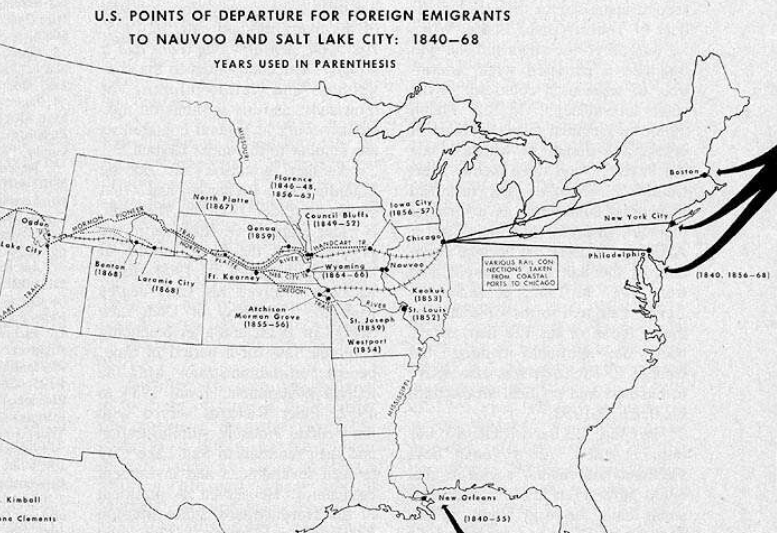 U.S. POINTS OF DEPARTURE FOR FOREIGN EMIGRANTS
TO NAUVOO AND SALT LAKE CITY: 1840–68
YEARS USED IN PARENTHESIS
MISSOURI
Florence
(1846–48,
1856–63)
North Platte
(1867)
Council Bluffs
(1849–52)
Iowa City
(1856–57)
Boston
New York City
Philadelphia
(1840, 1856–68)
Chicago
VARIOUS RAIL CON
NECTIONS TAKEN
FROM COASTAL
PORTS TO CHICAGO
Ogden
Lake City
MORMON PIONEER
TRAIL
Genoa
(1859)
HANDCART TR
RIVER
Wyoming
(1864–66)
Nauvoo
Benton
(1868)
Laramie City
(1868)
Ft. Kearney
OREGON
TRAIL
Keokuk
(1853)
St. Louis
(1852)
RIVER
Atchison
Mormon Grove
(1855–56)
St. Joseph
(1859)
Westport
(1854)
TRAIL
MISSISSIPPI
New Orleans
(1840–55)
Kimball
Clements